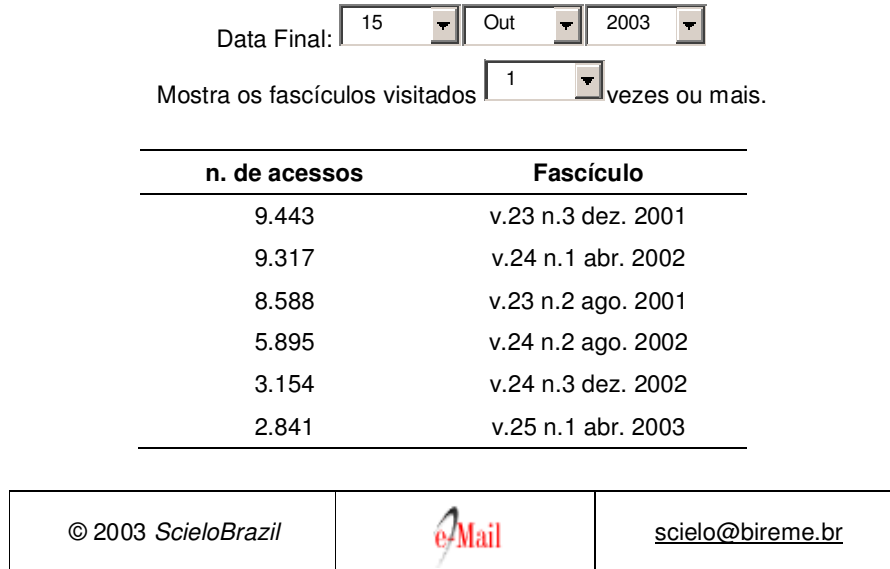 Data Final: 15 Out 2003
Mostra os fascículos visitados 1 vezes ou mais.
n. de acessos Fascículo
9.443 v.23 n.3 dez. 2001
9.317 v.24 n.1 abr. 2002
8.588 v.23 n.2 ago. 2001
5.895 v.24 n.2 ago. 2002
3.154 v.24 n.3 dez. 2002
2.841 v.25 n.1 abr. 2003
© 2003 ScieloBrazil e-Mail scielo@bireme.br